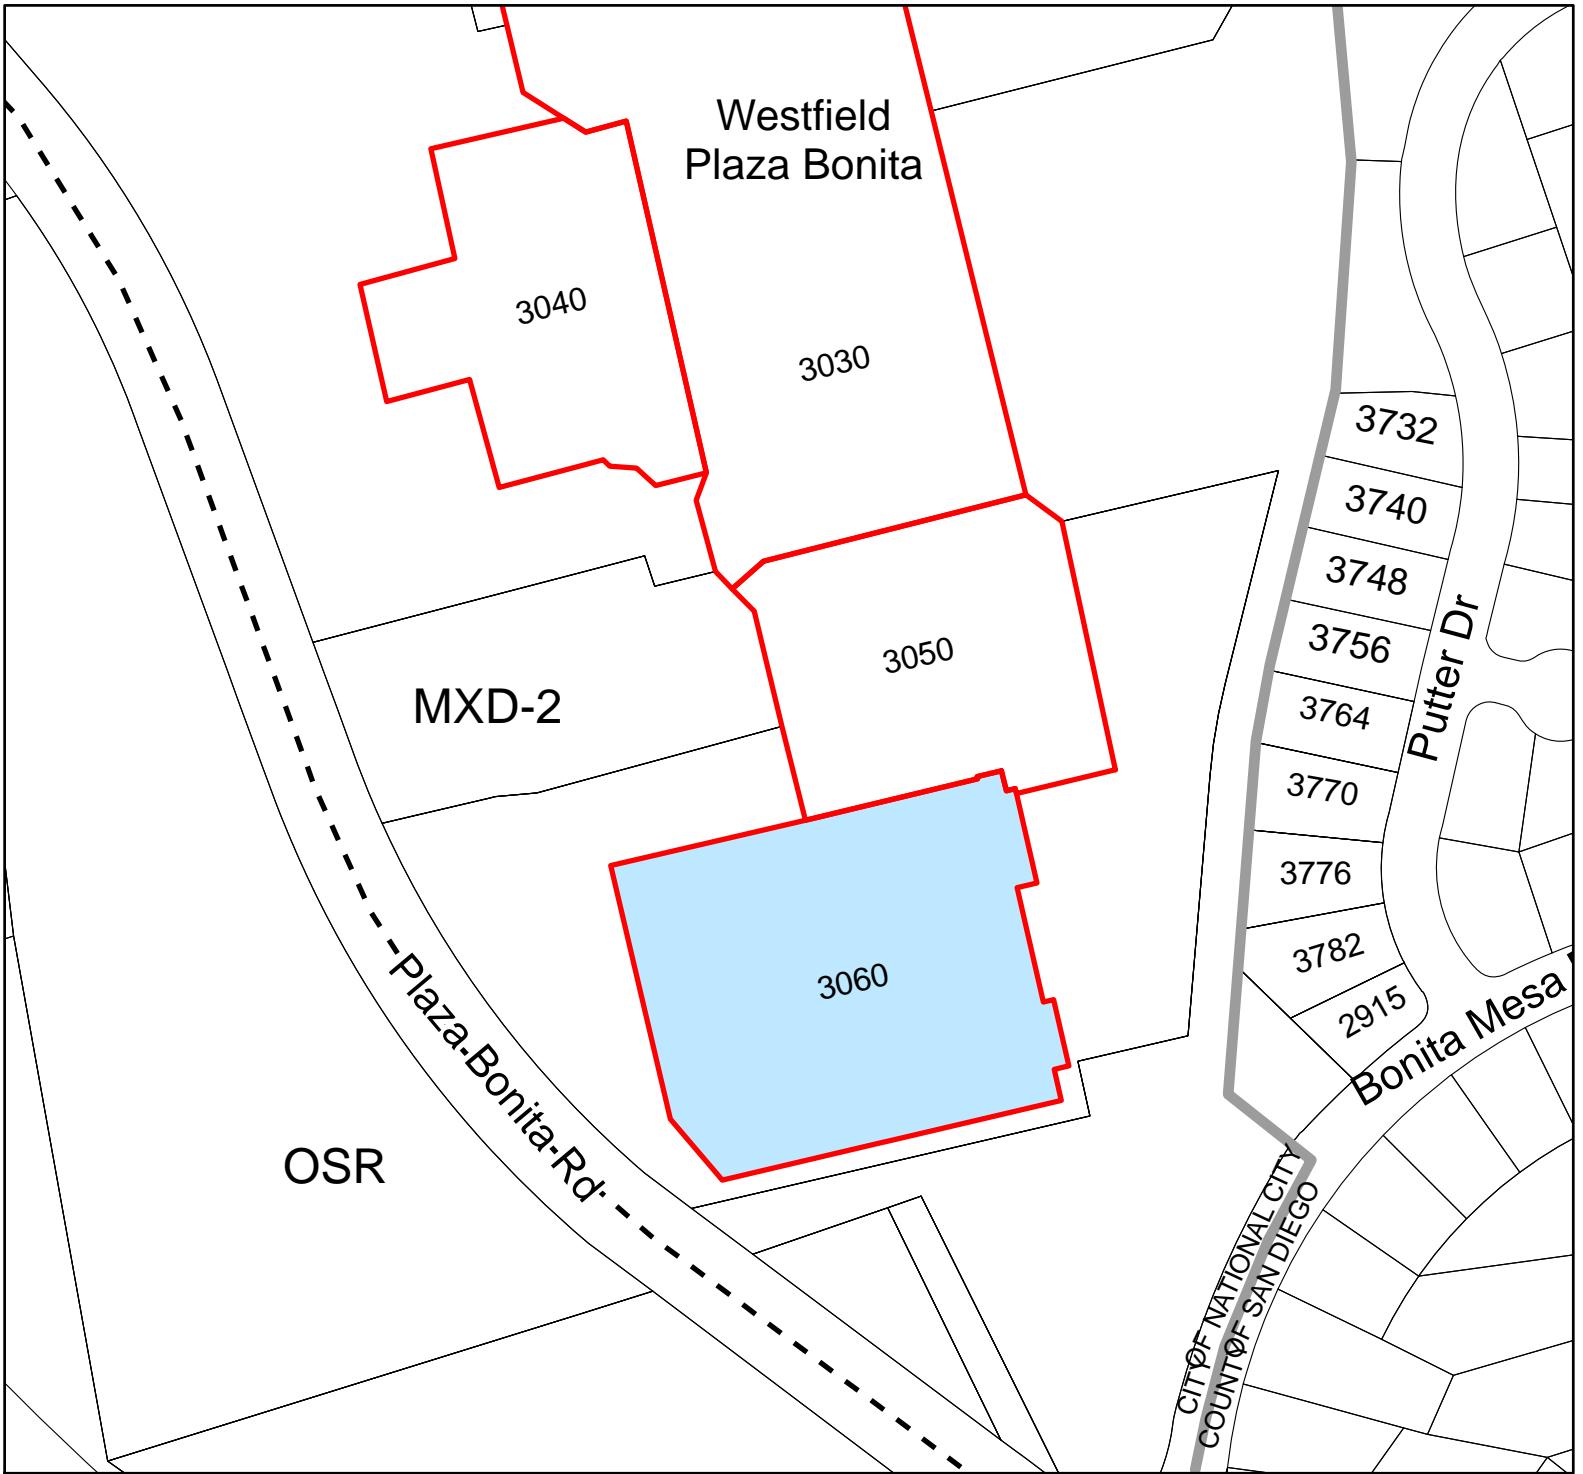 Westfield
Plaza Bonita
3040
3030
3732
3740
3748
3050
3756
MXD-2
3764
Putter Dr
3770
3776
3060
3782
2915
Plaza Bonita Rd
Bonita Mesa
OSR
CITY OF NATIONAL CITY
COUNTY OF SAN DIEGO